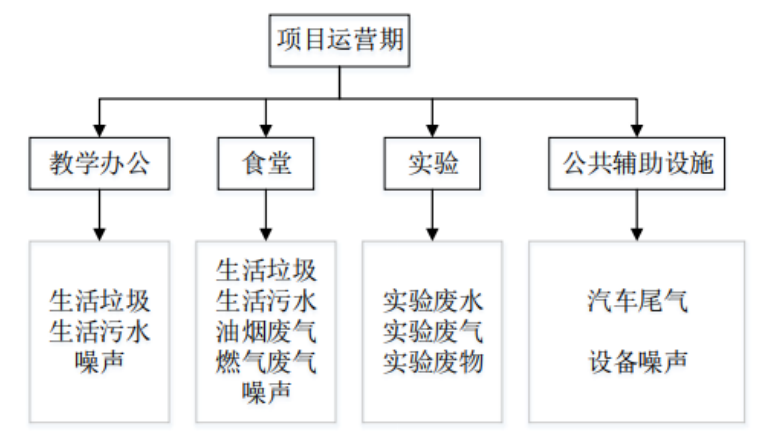 项目运营期
教学办公
食堂
实验
公共辅助设施
生活垃圾
生活污水
噪声
生活垃圾
生活污水
油烟废气
燃气废气
噪声
实验废水
实验废气
实验废物
汽车尾气
设备噪声